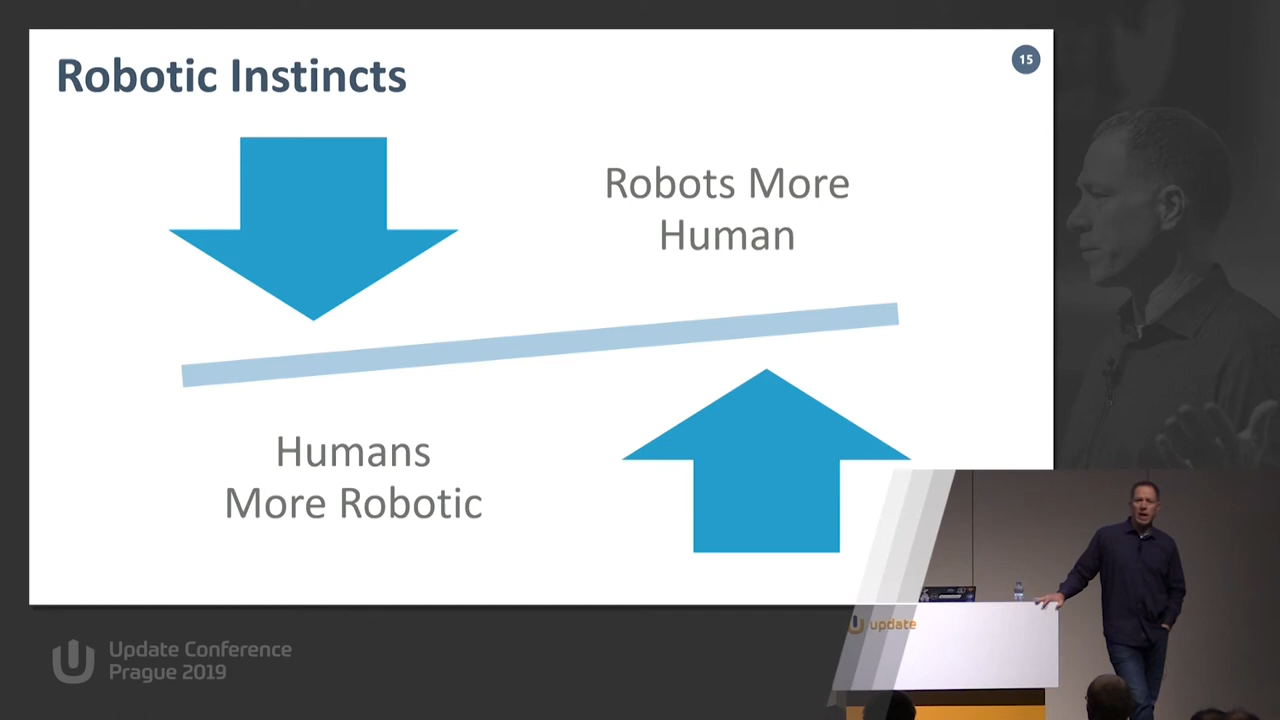 Robotic Instincts
15
Robots More
Human
Humans
More Robotic
update
Update Conference
Prague 2019